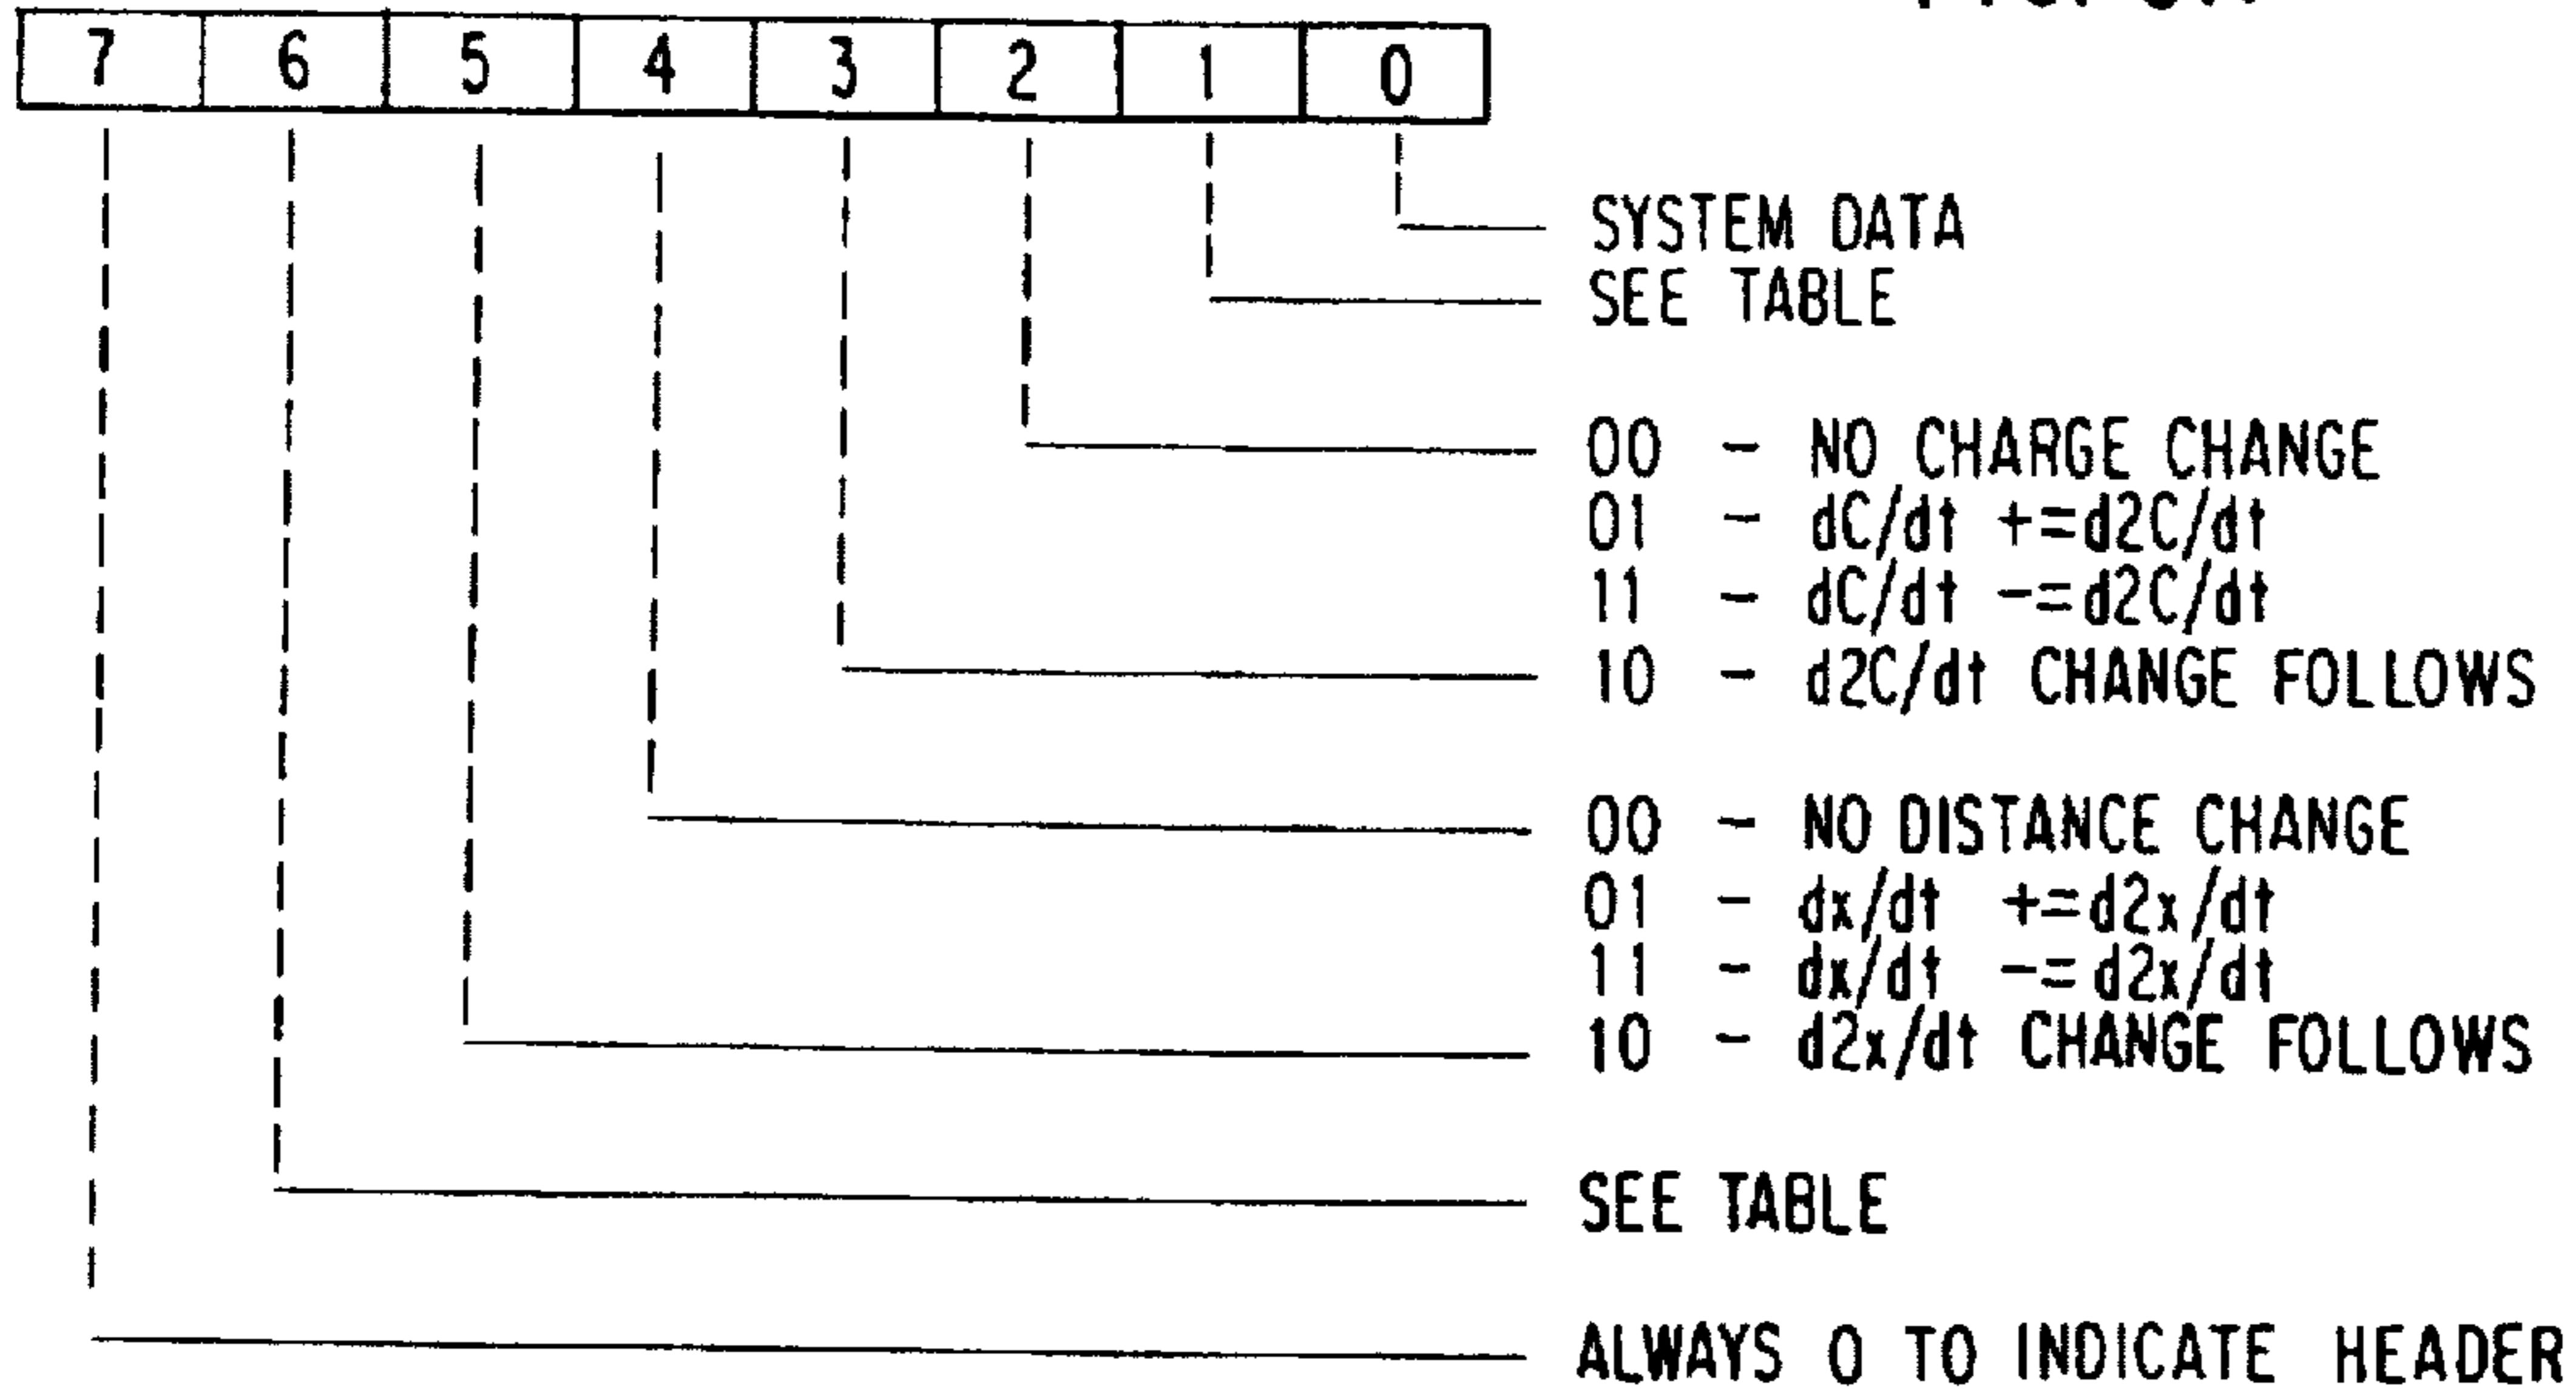 7 6 5 4 3 2 1 0
SYSTEM DATA
SEE TABLE
00 - NO CHARGE CHANGE
01 - dC/dt +=d2C/dt
11 - dC/dt -=d2C/dt
10 - d2C/dt CHANGE FOLLOWS
00 - NO DISTANCE CHANGE
01 - dx/dt +=d2x/dt
11 - dx/dt -=d2x/dt
10 - d2x/dt CHANGE FOLLOWS
SEE TABLE
ALWAYS 0 TO INDICATE HEADER